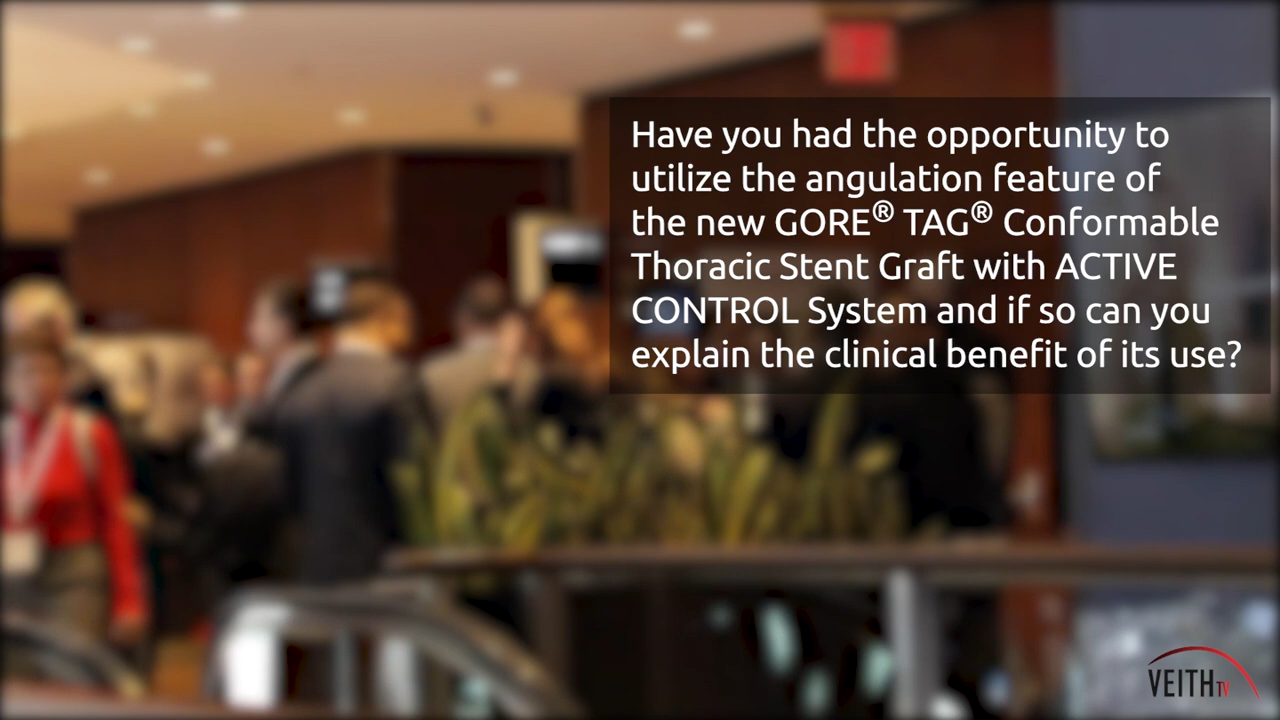 Have you had the opportunity to
utilize the angulation feature of
the new GORE® TAG® Conformable
Thoracic Stent Graft with ACTIVE
CONTROL System and if so can you
explain the clinical benefit of its use?
VEITHTV